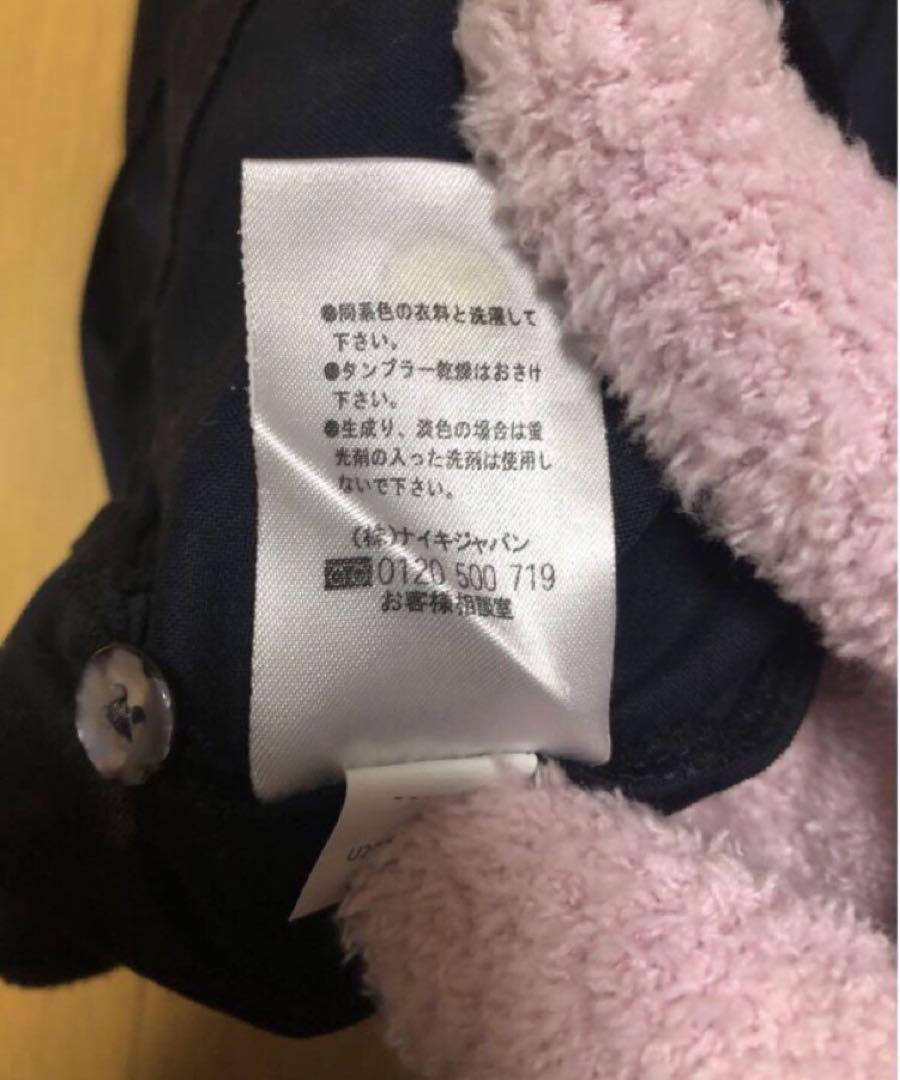 ●同系色の衣料と洗濯して
下さい。
●タンブラー乾燥はおさけ
下さい。
●生成り、淡色の場合は蛍
光剤の入った洗剤は使用し
ないで下さい。
(株)ナイキジャパン
0120 500 719
お客様相談室